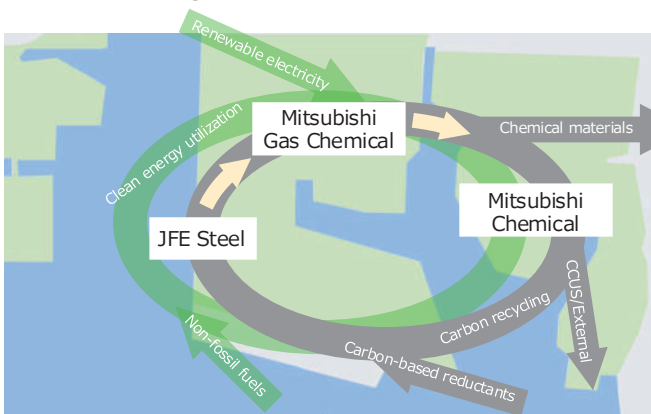 Renewable electricity
Clean energy utilization
Mitsubishi
Gas Chemical
Chemical materials
Mitsubishi
Chemical
JFE Steel
CCUS/External
Carbon recycling
Non-fossil fuels
Carbon-based reductants